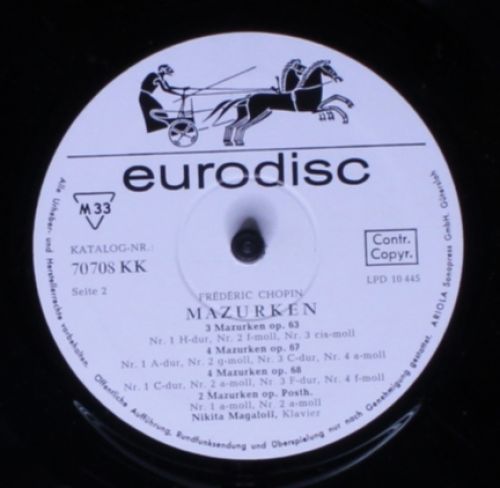 eurodisc
M 33
KATALOG-NR.:
70708 KK
Seite 2
Contr.
Copyr.
LPD 10 445
FRÉDÉRIC CHOPIN
MAZURKEN
3 Mazurken op. 63
Nr. 1 H-dur, Nr. 2 f-moll, Nr. 3 cis-moll
4 Mazurken op. 67
Nr. 1 A-dur, Nr. 2 g-moll, Nr. 3 C-dur, Nr. 4 a-moll
4 Mazurken op. 68
Nr. 1 C-dur, Nr. 2 a-moll, Nr. 3 F-dur, Nr. 4 f-moll
2 Mazurken op. Posth.
Nr. 1 a-moll, Nr. 2 a-moll
Nikita Magaloff, Klavier
Alle Urheber- und Herstellerrechte vorbehalten. Öffentliche Aufführung, Rundfunksendung und Überspielung nur nach Genehmigung gestattet. ARIOLA Sonopress GmbH. Gütersloh